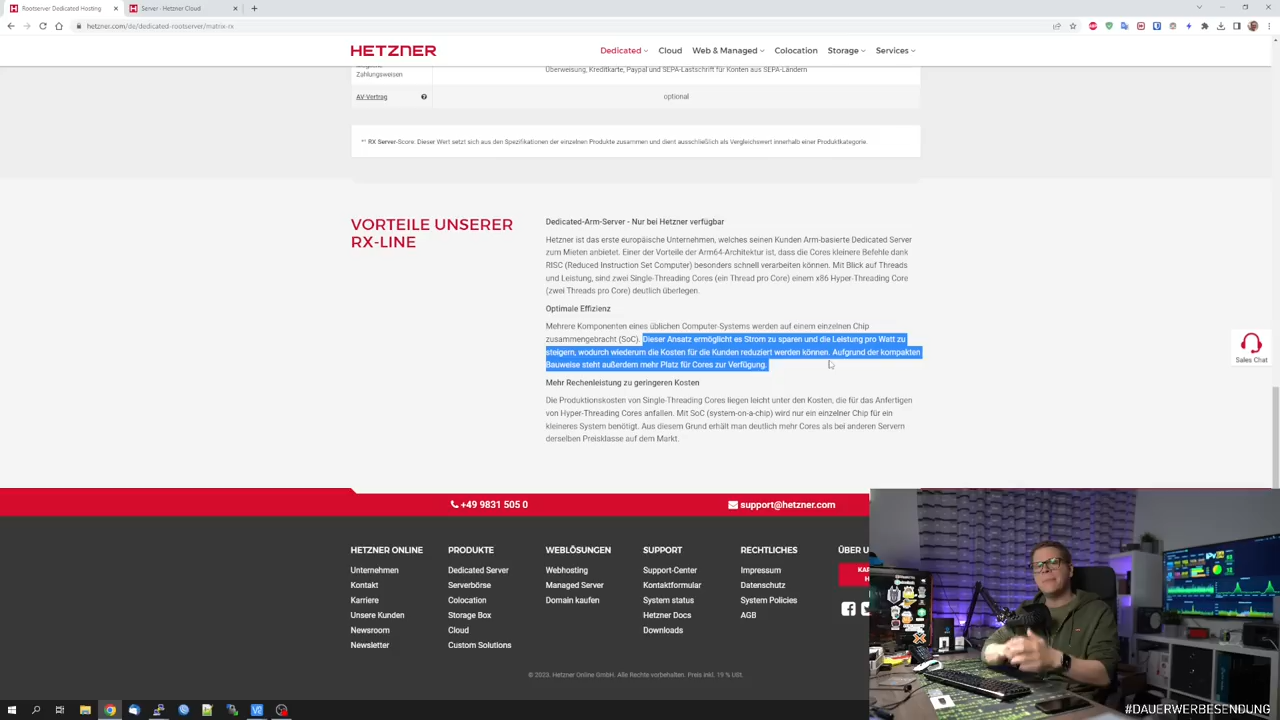 Rootserver Dedicated Hosting
Server - Hetzner Cloud
hetzner.com/dedicated-rootserver/matrix-rx
HETZNER
Dedicated
Cloud
Web & Managed
Colocation
Storage
Services
Zahlungsweisen
Überweisung, Kreditkarte, Paypal und SEPA-Lastschrift für Konten aus SEPA-Ländern
AV-Vertrag
optional
RX Server-Score: Dieser Wert setzt sich aus den Spezifikationen der einzelnen Produkte zusammen und dient ausschließlich als Vergleichswert innerhalb einer Produktkategorie.
VORTEILE UNSERER
RX-LINE
Dedicated-Arm-Server - Nur bei Hetzner verfügbar
Hetzner ist das erste europäische Unternehmen, welches seinen Kunden Arm-basierte Dedicated Server
zum Mieten anbietet. Einer der Vorteile der Arm64-Architektur ist, dass die Cores kleinere Befehle dank
RISC (Reduced Instruction Set Computer) besonders schnell verarbeiten können. Mit Blick auf Threads
und Leistung, sind zwei Single-Threading Cores (ein Thread pro Core) einem x86 Hyper-Threading Core
(zwei Threads pro Core) deutlich überlegen.
Optimale Effizienz
Mehrere Komponenten eines üblichen Computer-Systems werden auf einem einzelnen Chip
zusammengebracht (SoC). Dieser Ansatz ermöglicht es Strom zu sparen und die Leistung pro Watt zu
steigern, wodurch wiederum die Kosten für die Kunden reduziert werden können. Aufgrund der kompakten
Bauweise steht außerdem mehr Platz für Cores zur Verfügung.
Mehr Rechenleistung zu geringeren Kosten
Die Produktionskosten von Single-Threading Cores liegen leicht unter den Kosten, die für das Anfertigen
von Hyper-Threading Cores anfallen. Mit SoC (system-on-a-chip) wird nur ein einzelner Chip für ein
kleineres System benötigt. Aus diesem Grund erhält man deutlich mehr Cores als bei anderen Servern
derselben Preisklasse auf dem Markt.
Sales Chat
+49 9831 505 0
support@hetzner.com
HETZNER ONLINE
Unternehmen
Kontakt
Karriere
Unsere Kunden
Newsroom
Newsletter
PRODUKTE
Dedicated Server
Serverbörse
Colocation
Storage Box
Cloud
Custom Solutions
WEBLÖSUNGEN
Webhosting
Managed Server
Domain kaufen
SUPPORT
Support-Center
Kontaktformular
System status
Hetzner Docs
Downloads
RECHTLICHES
Impressum
Datenschutz
System Policies
AGB
ÜBER U
KAR
H
© 2023. Hetzner Online GmbH. Alle Rechte vorbehalten. Preis inkl. 19 % USt.
#DAUERWERBESENDUNG